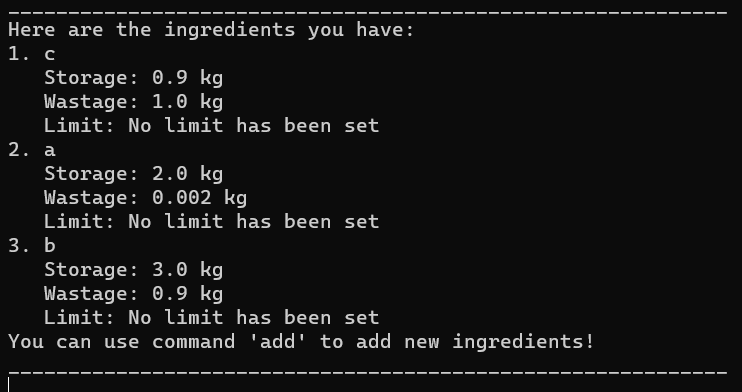 ____________________________________________________________
Here are the ingredients you have:
1. c
   Storage: 0.9 kg
   Wastage: 1.0 kg
   Limit: No limit has been set
2. a
   Storage: 2.0 kg
   Wastage: 0.002 kg
   Limit: No limit has been set
3. b
   Storage: 3.0 kg
   Wastage: 0.9 kg
   Limit: No limit has been set
You can use command 'add' to add new ingredients!
____________________________________________________________